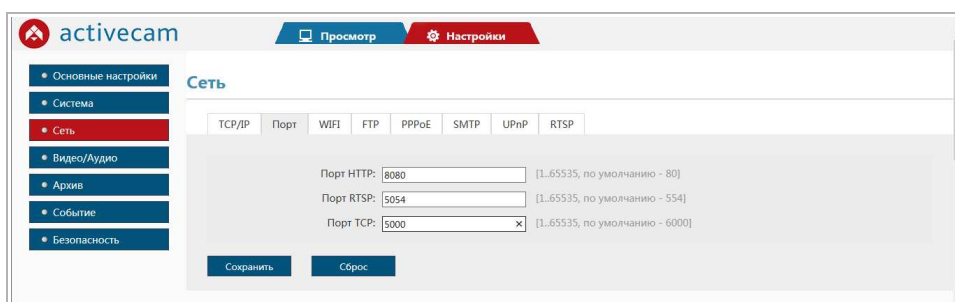 activecam
Просмотр
Настройки
Основные настройки
Система
Сеть
Видео/Аудио
Архив
Событие
Безопасность
Сеть
TCP/IP Порт WIFI FTP PPPoE SMTP UPnP RTSP
Порт HTTP: 8080 [1..65535, по умолчанию - 80]
Порт RTSP: 5054 [1..65535, по умолчанию - 554]
Порт TCP: 5000 × [1..65535, по умолчанию - 6000]
Сохранить Сброс